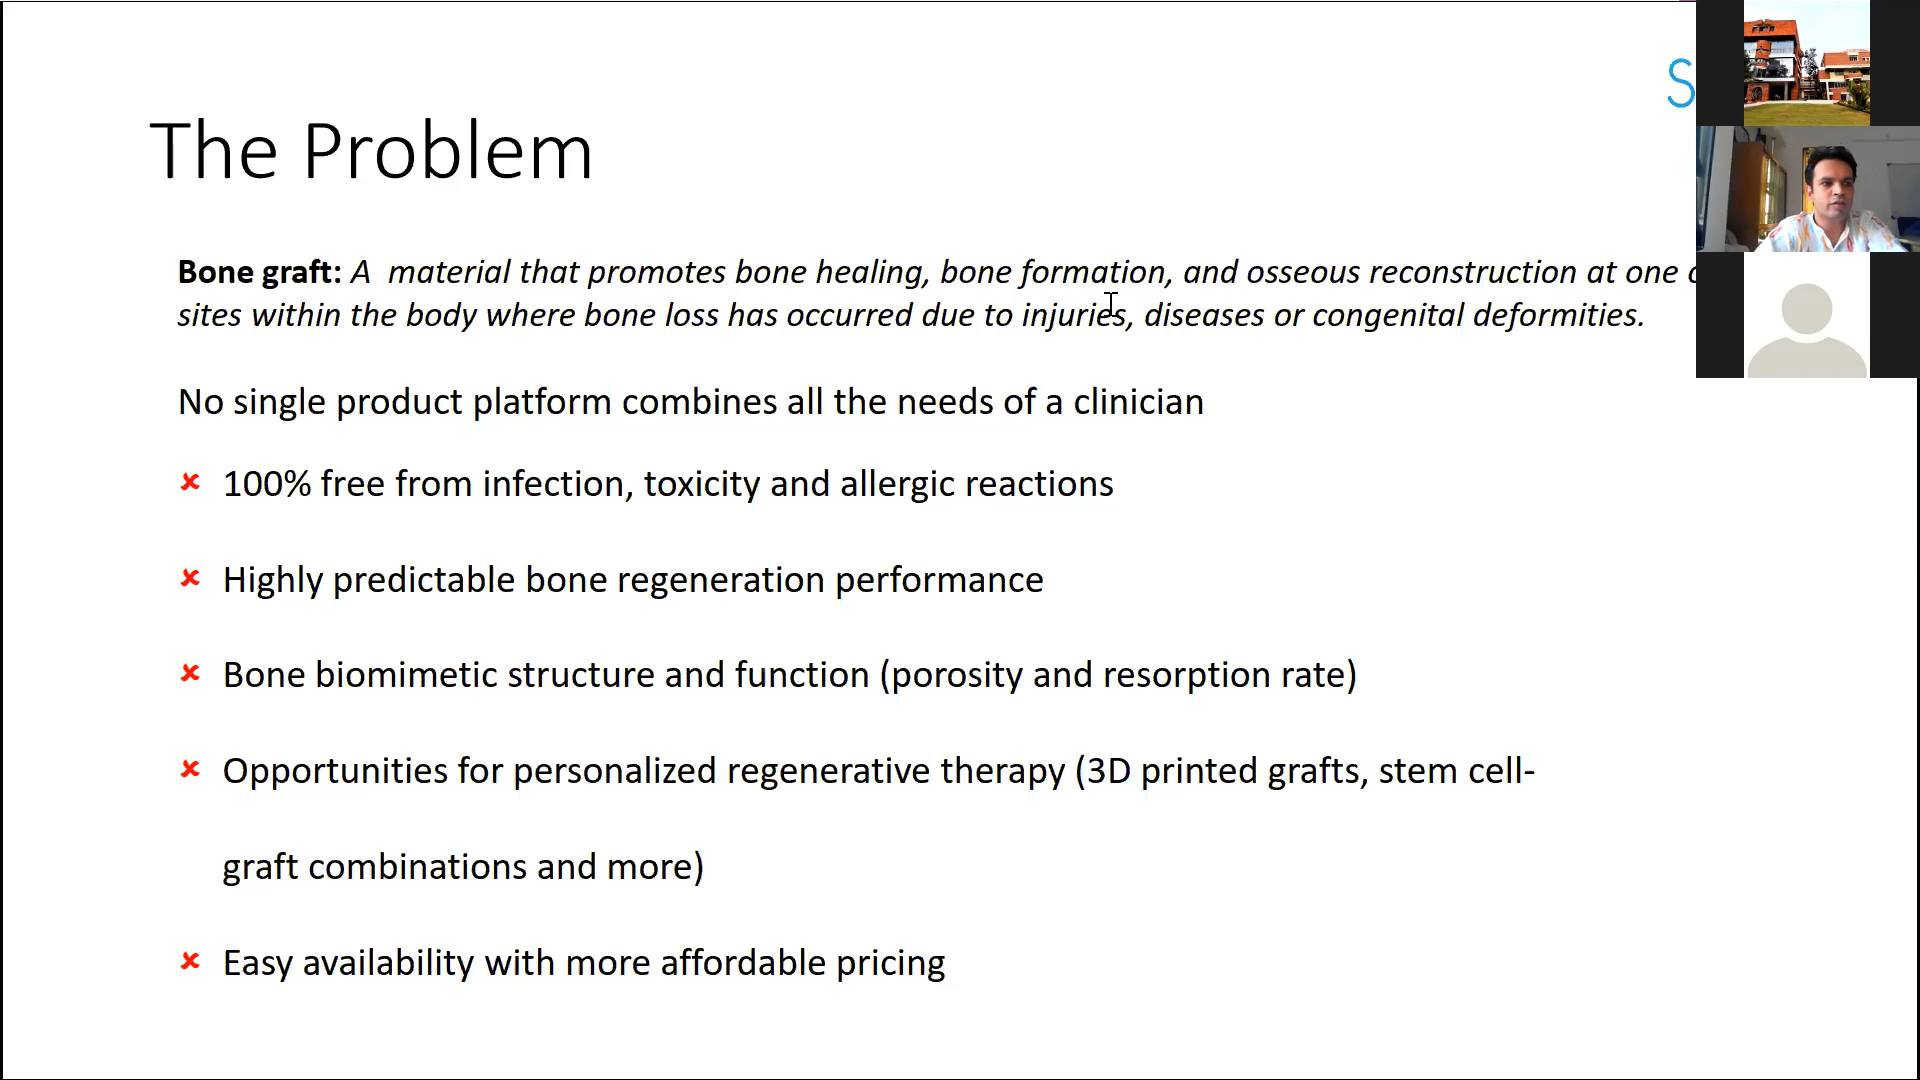 S
The Problem
Bone graft: A material that promotes bone healing, bone formation, and osseous reconstruction at one
sites within the body where bone loss has occurred due to injuries, diseases or congenital deformities.
No single product platform combines all the needs of a clinician
100% free from infection, toxicity and allergic reactions
Highly predictable bone regeneration performance
Bone biomimetic structure and function (porosity and resorption rate)
Opportunities for personalized regenerative therapy (3D printed grafts, stem cell-
graft combinations and more)
Easy availability with more affordable pricing